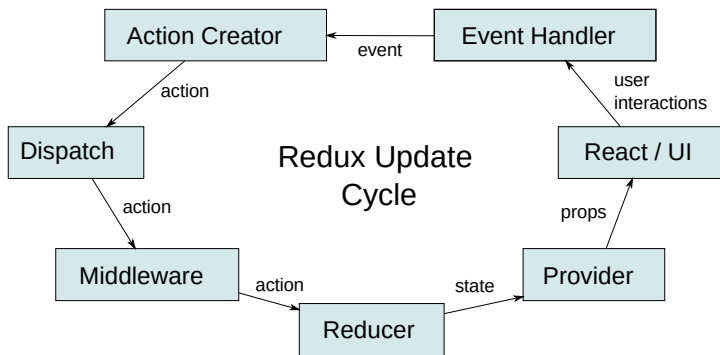 Action Creator
Event Handler
event
action
user
interactions
Dispatch
Redux Update
Cycle
React / UI
action
props
Middleware
action
state
Provider
Reducer